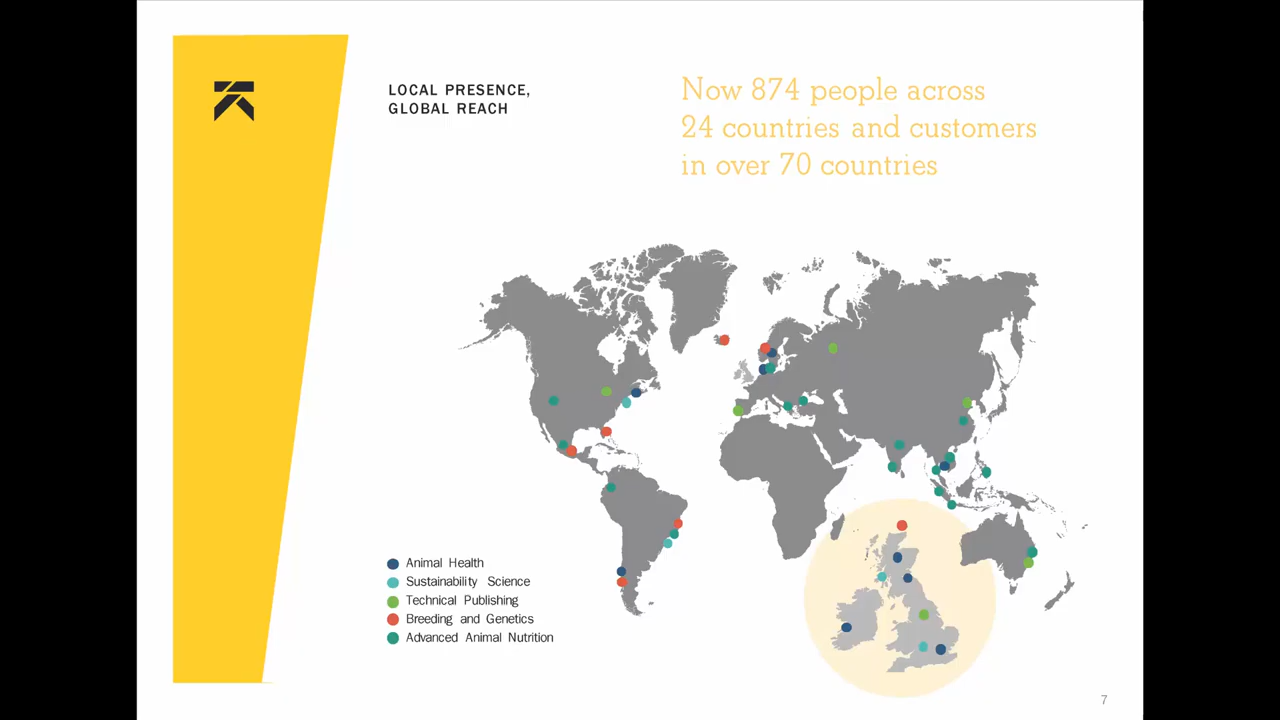 LOCAL PRESENCE,
GLOBAL REACH
Now 874 people across
24 countries and customers
in over 70 countries
Animal Health
Sustainability Science
Technical Publishing
Breeding and Genetics
Advanced Animal Nutrition
7